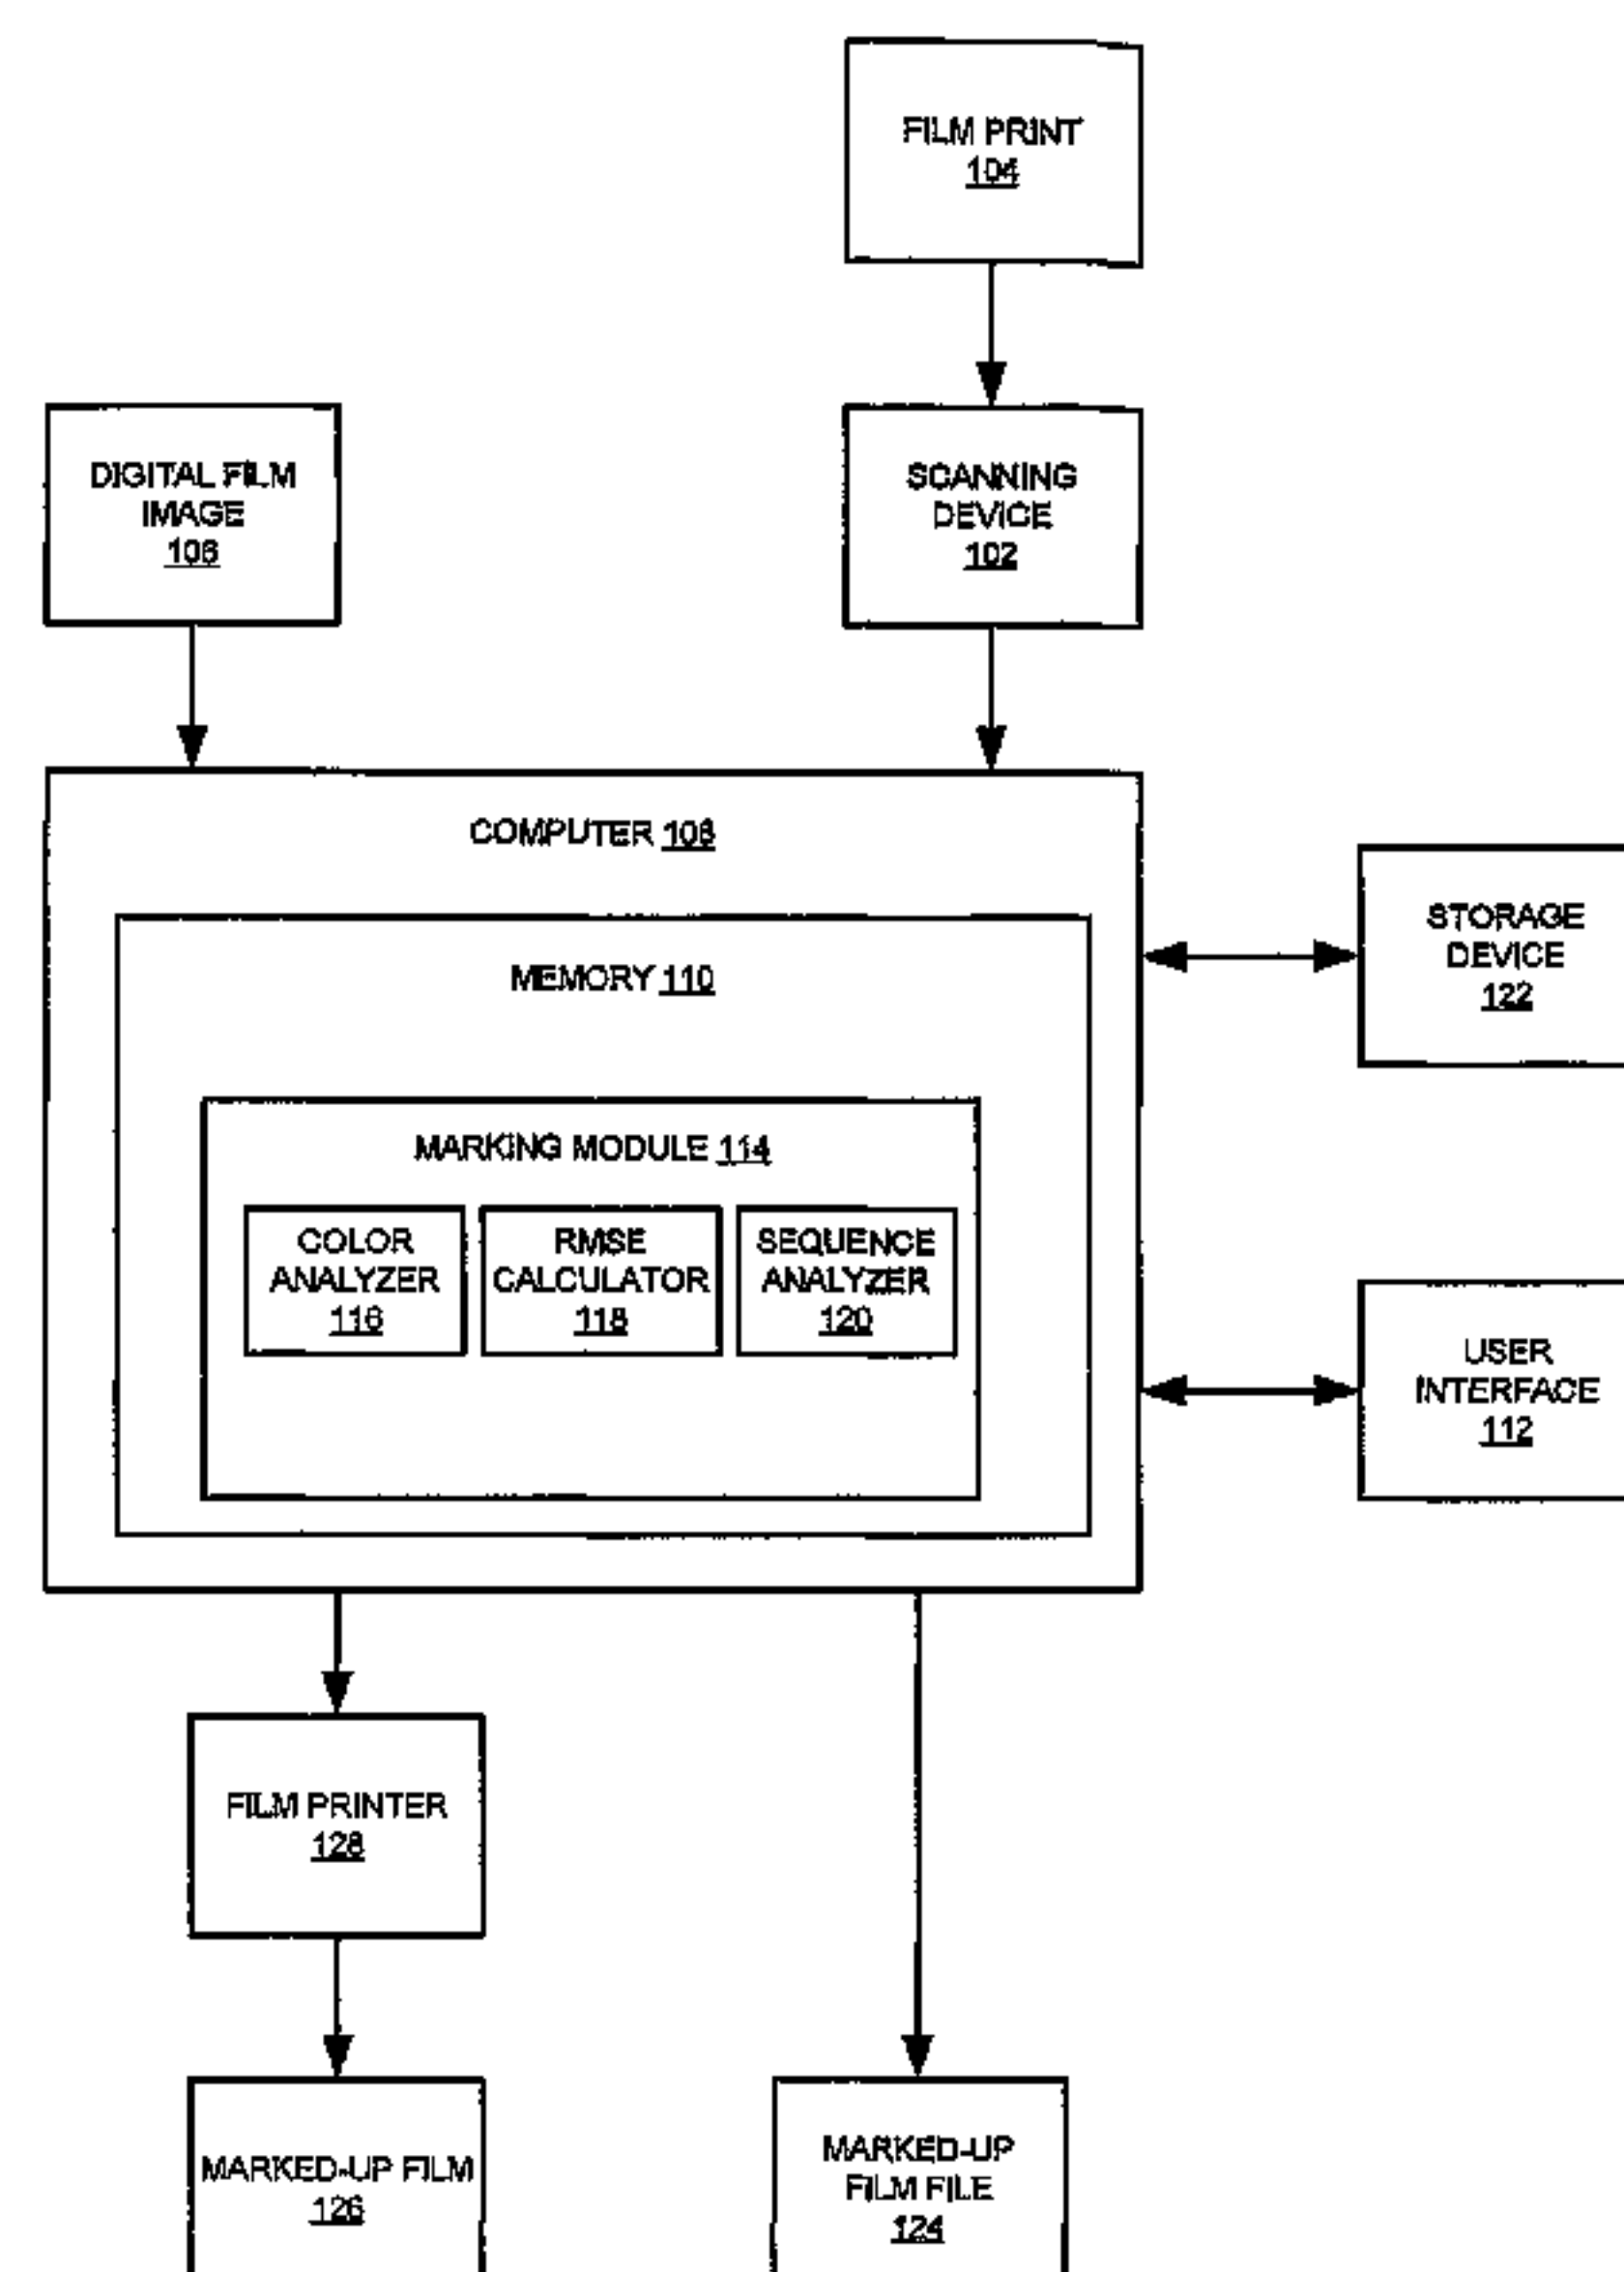 FILM PRINT
104
DIGITAL FILM
IMAGE
106
SCANNING
DEVICE
102
COMPUTER 108
MEMORY 110
STORAGE
DEVICE
122
MARKING MODULE 114
COLOR
ANALYZER
116
RMSE
CALCULATOR
118
SEQUENCE
ANALYZER
120
USER
INTERFACE
112
FILM PRINTER
128
MARKED-UP FILM
126
MARKED-UP
FILM FILE
124